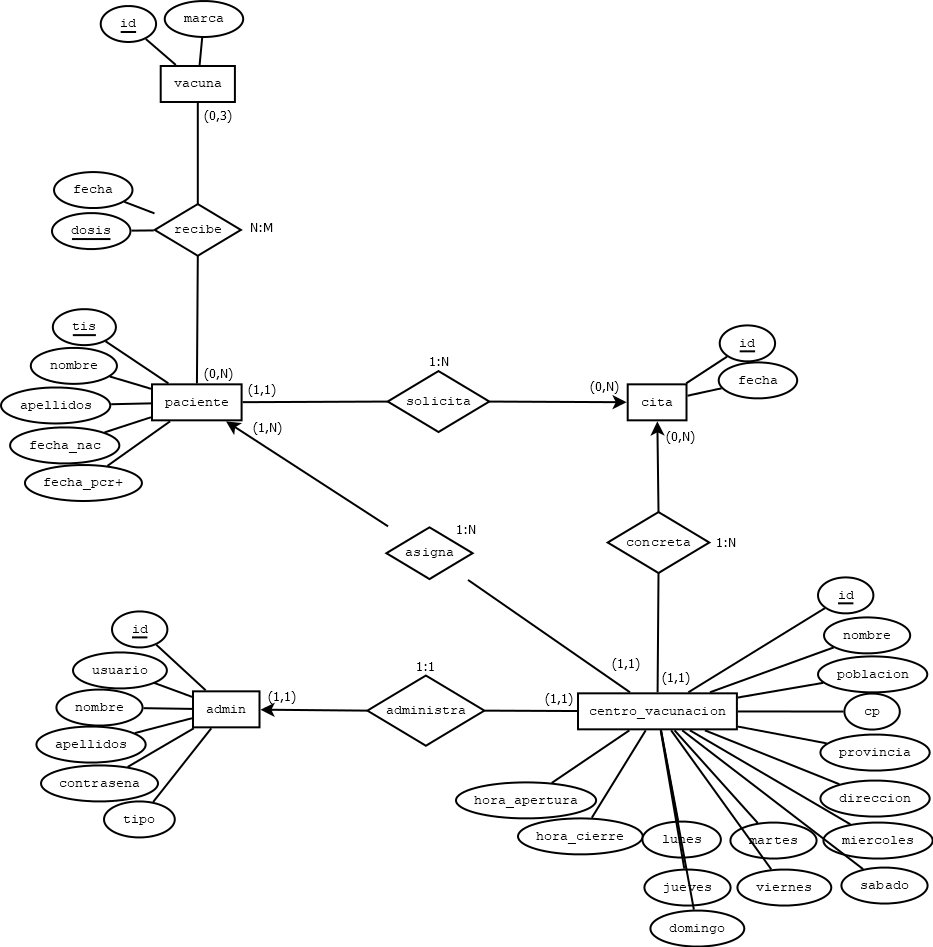 id
marca
vacuna
(0,3)
fecha
dosis
recibe
N:M
tis
nombre
apellidos
fecha_nac
fecha_pcr+
(0,N)
paciente
(1,1)
(1,N)
1:N
solicita
(0,N)
cita
id
fecha
(0,N)
1:N
asigna
concreta
1:N
(1,1)
(1,1)
id
usuario
nombre
apellidos
contrasena
tipo
admin
(1,1)
1:1
administra
(1,1)
centro_vacunacion
id
nombre
poblacion
cp
provincia
direccion
hora_apertura
hora_cierre
lunes
martes
miercoles
jueves
viernes
sabado
domingo